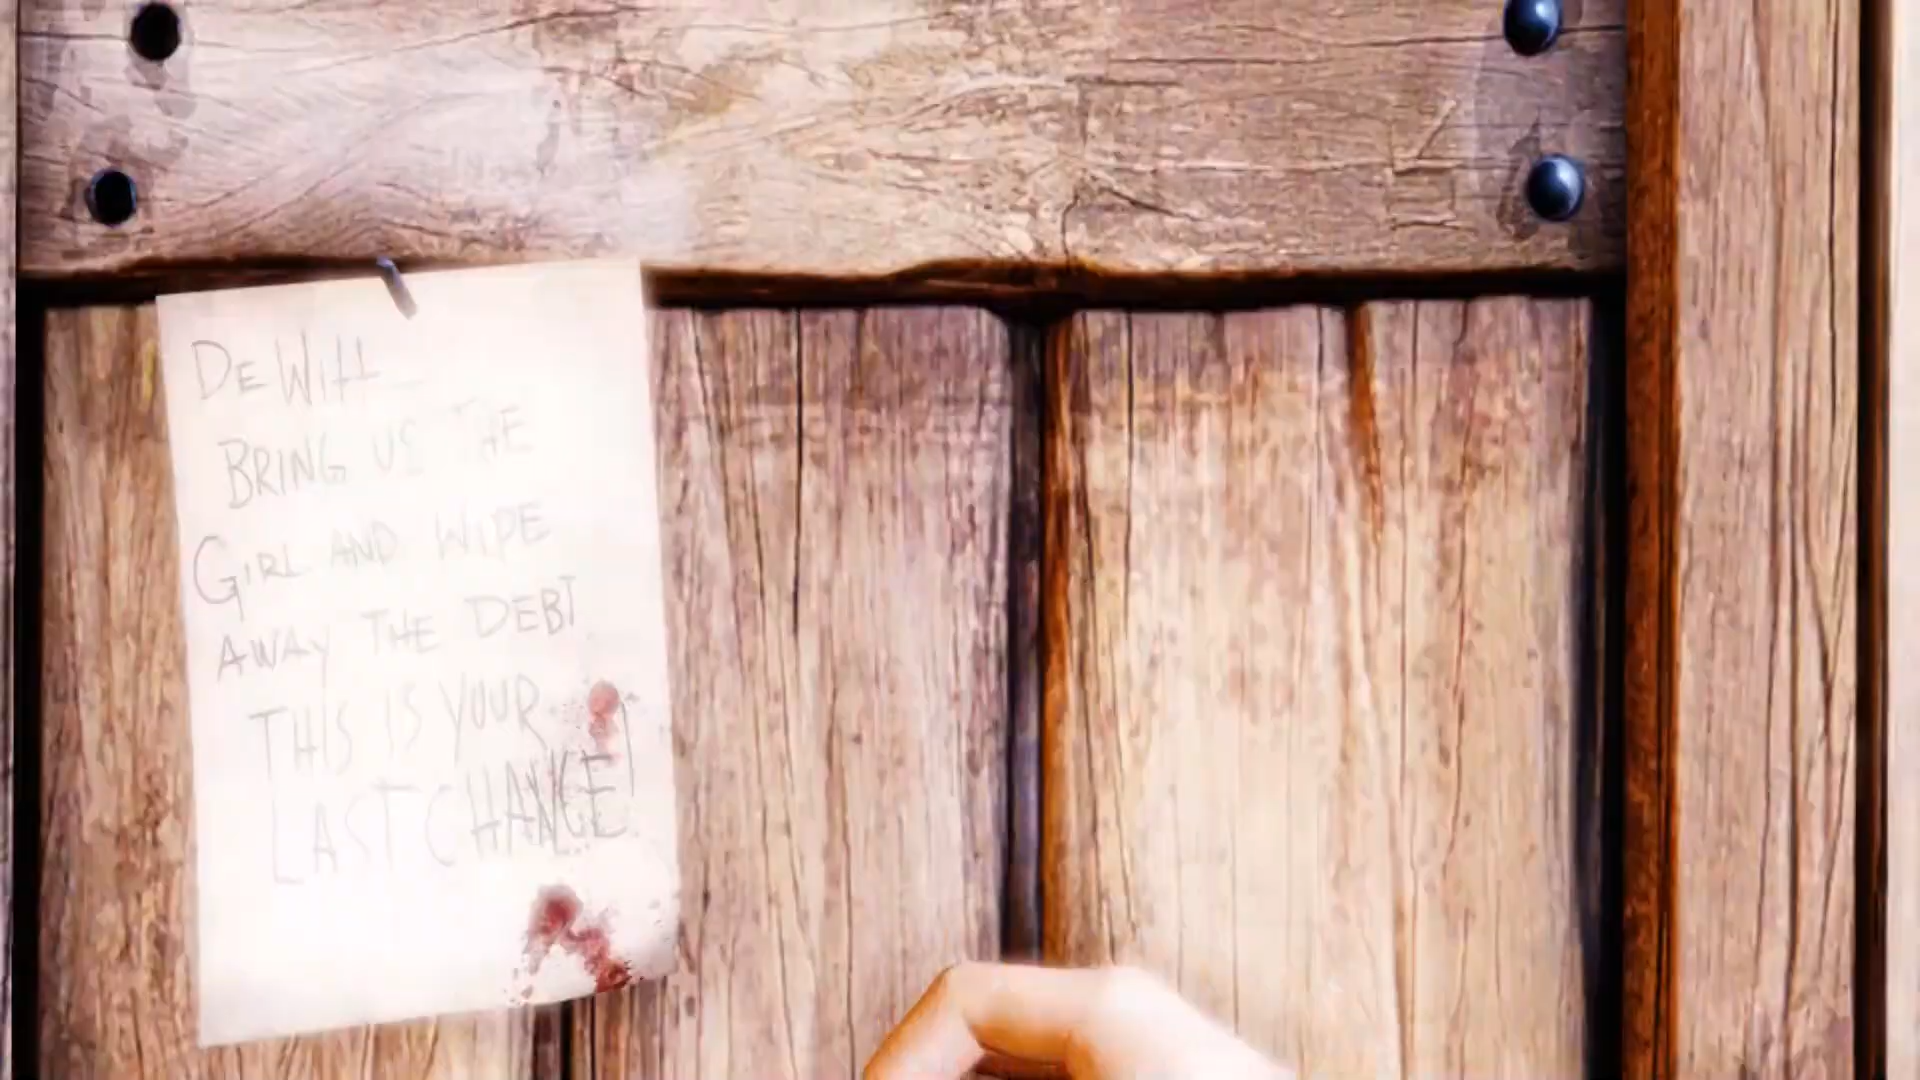 DEWITT
BRING US THE
GIRL AND WIPE
AWAY THE DEBT
THIS IS YOUR
LAST CHANCE!